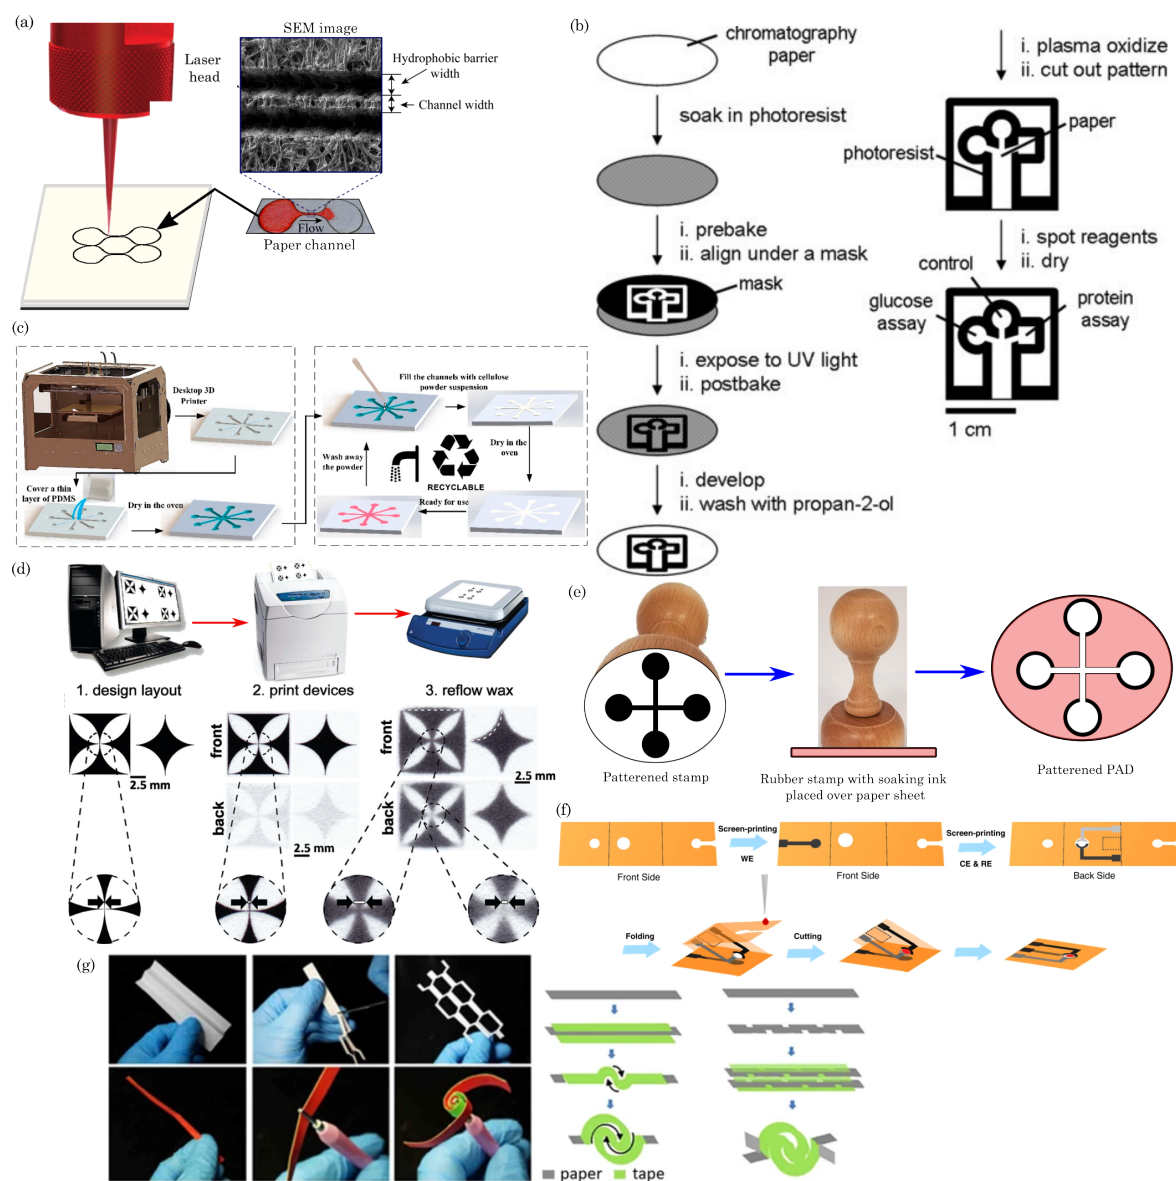 (a)
Laser
head
SEM image
Hydrophobic barrier
width
Channel width
Flow
Paper channel
(b)
chromatography
paper
soak in photoresist
i. prebake
ii. align under a mask
mask
i. expose to UV light
ii. postbake
i. develop
ii. wash with propan-2-ol
i. plasma oxidize
ii. cut out pattern
paper
photoresist
i. spot reagents
ii. dry
control
glucose
assay
protein
assay
1 cm
(c)
Desktop 3D
Printer
Cover a thin
layer of PDMS
Dry in the oven
Fill the channels with cellulose
powder suspension
Dry in the
oven
Wash away
the powder
RECYCLABLE
Ready for use
(d)
1. design layout
2. print devices
3. reflow wax
front
front
2.5 mm
2.5 mm
back
back
2.5 mm
(e)
Patterened stamp
Rubber stamp with soaking ink
placed over paper sheet
Patterened PAD
(f)
Screen-printing
WE
Screen-printing
CE & RE
Front Side
Front Side
Back Side
Folding
Cutting
(g)
paper
tape